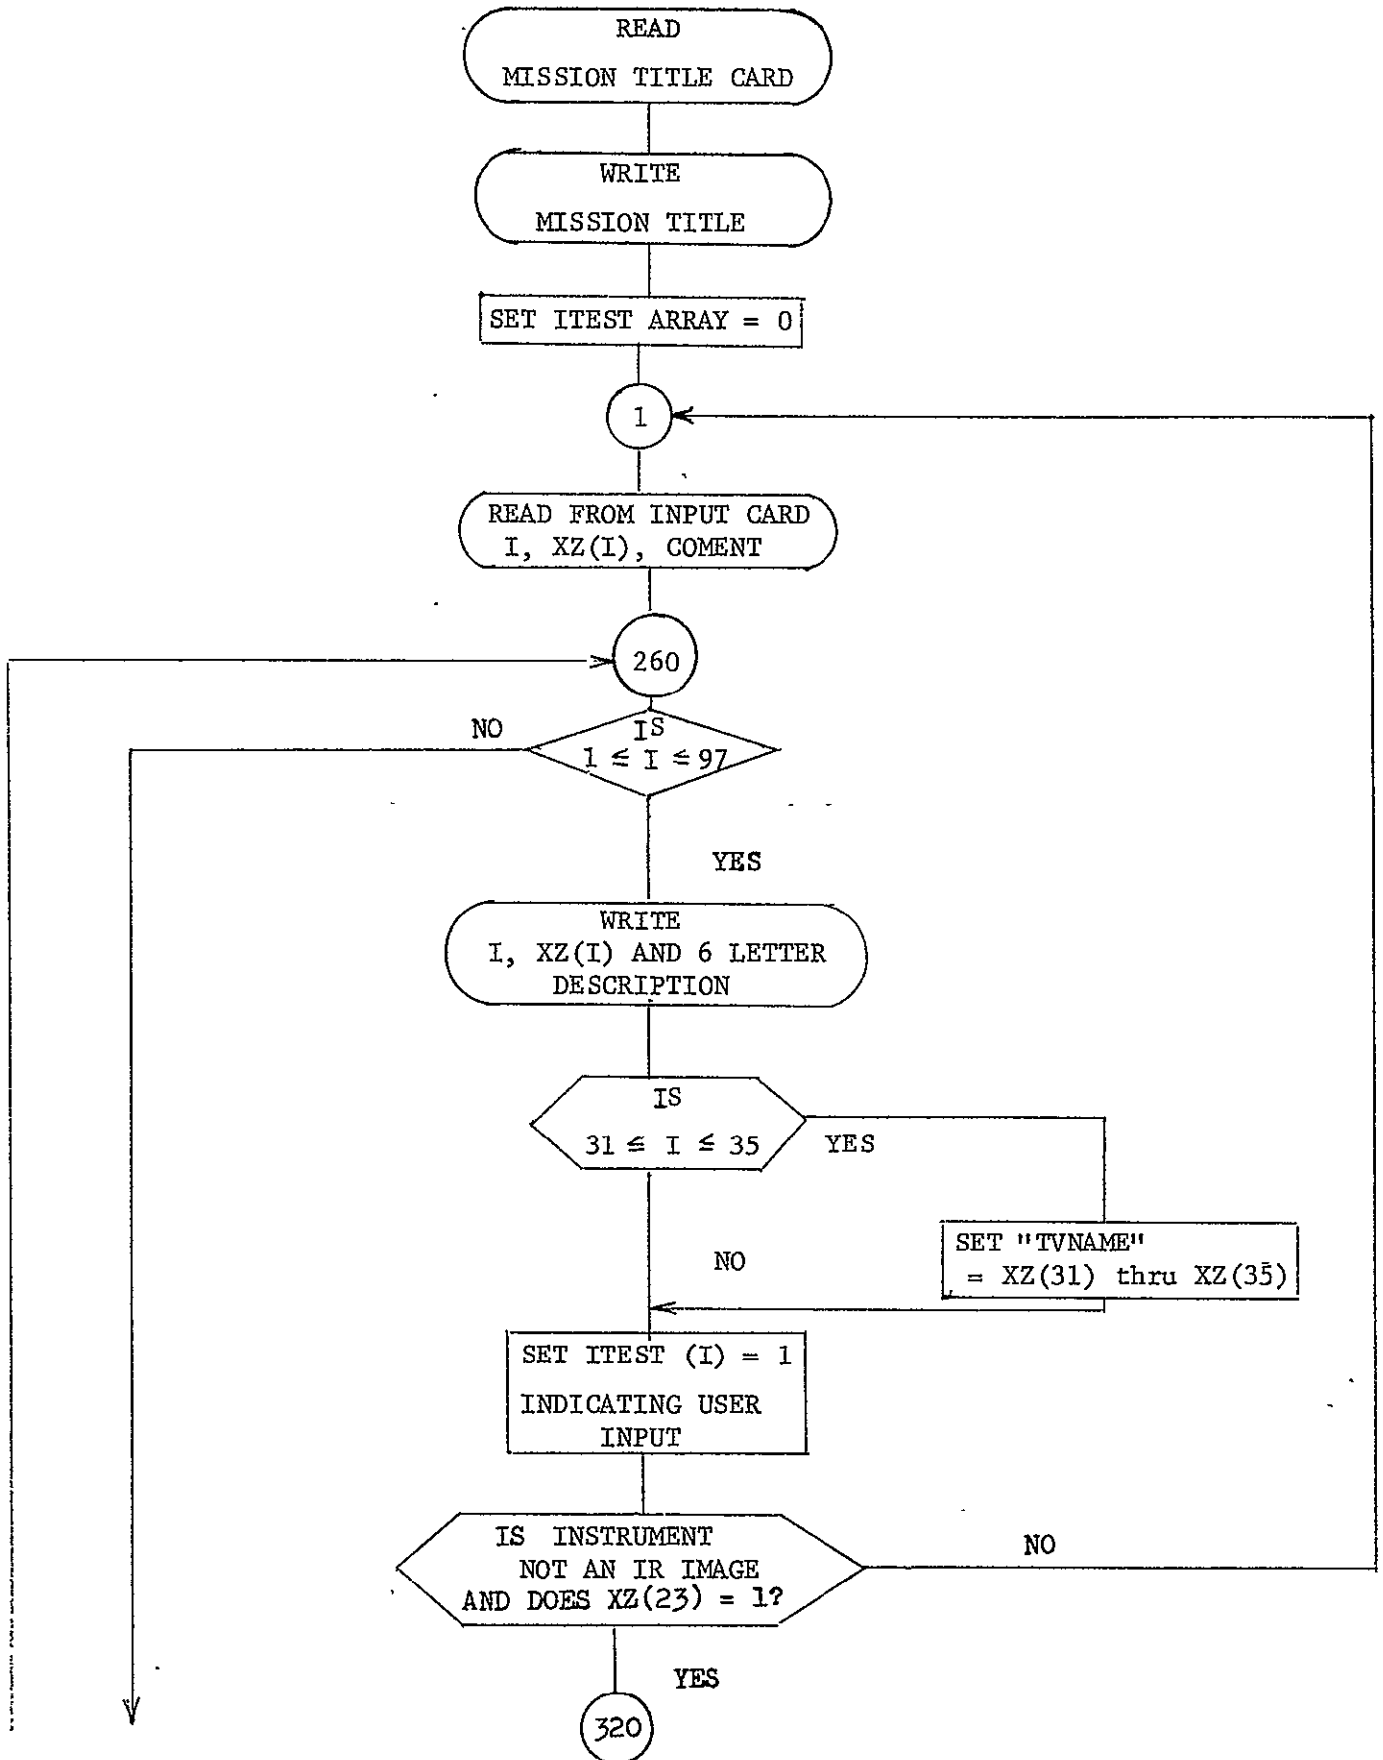 READ
MISSION TITLE CARD
WRITE
MISSION TITLE
SET ITEST ARRAY = 0
1
READ FROM INPUT CARD
I, XZ(I), COMENT
260
NO
IS
1 ≤ I ≤ 97
YES
WRITE
I, XZ(I) AND 6 LETTER
DESCRIPTION
IS
31 ≤ I ≤ 35
YES
SET "TVNAME"
= XZ(31) thru XZ(35)
NO
SET ITEST (I) = 1
INDICATING USER
INPUT
IS INSTRUMENT
NOT AN IR IMAGE
AND DOES XZ(23) = 1?
NO
YES
320